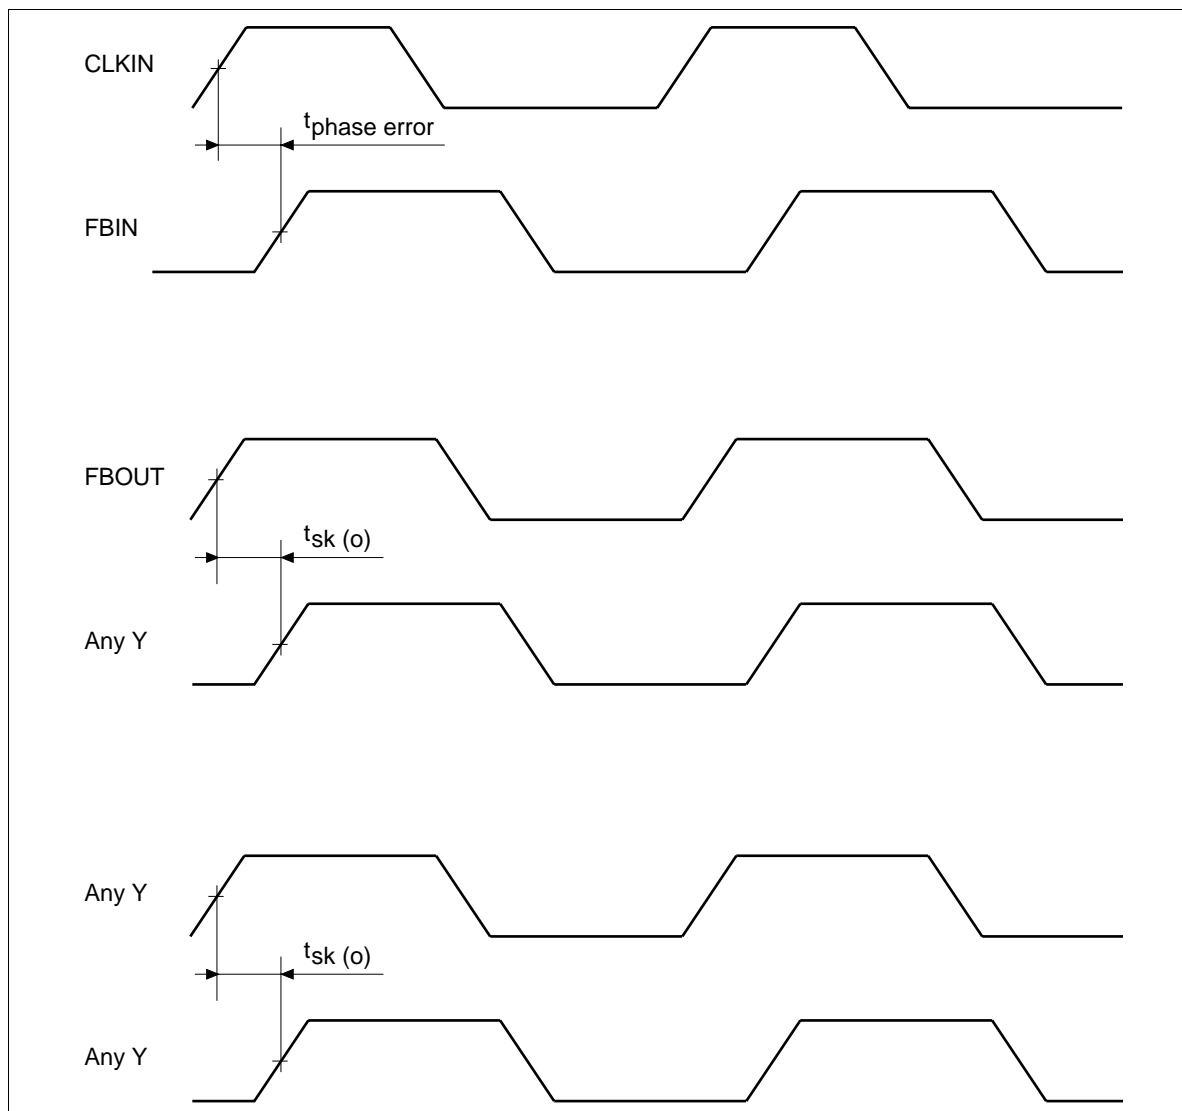 CLKIN
tphase error
FBIN
FBOUT
tsk (o)
Any Y
Any Y
tsk (o)
Any Y